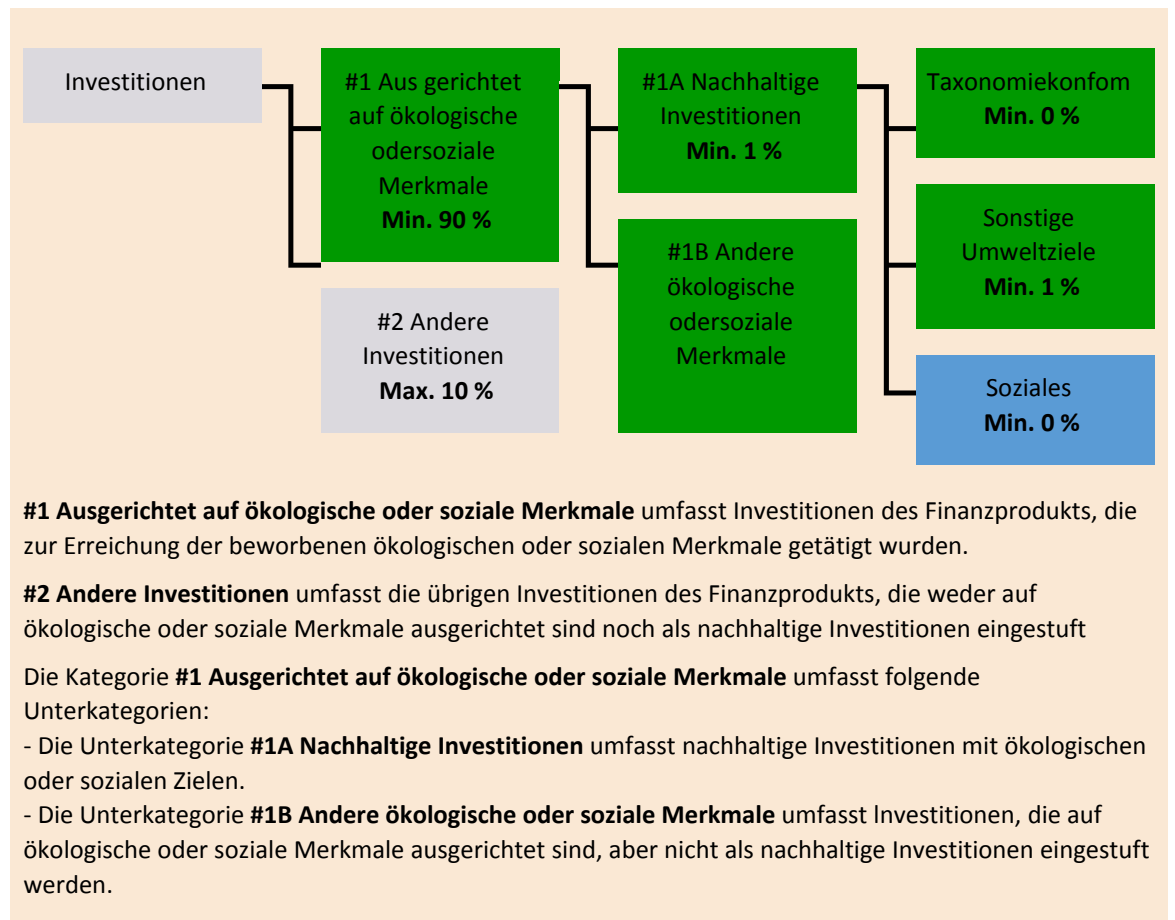 Investitionen
#1 Aus gerichtet
auf ökologische
odersoziale
Merkmale
Min. 90 %
#2 Andere
Investitionen
Max. 10 %
#1A Nachhaltige
Investitionen
Min. 1 %
#1B Andere
ökologische
odersoziale
Merkmale
Taxonomiekonfom
Min. 0 %
Sonstige
Umweltziele
Min. 1 %
Soziales
Min. 0 %
#1 Ausgerichtet auf ökologische oder soziale Merkmale umfasst Investitionen des Finanzprodukts, die
zur Erreichung der beworbenen ökologischen oder sozialen Merkmale getätigt wurden.
#2 Andere Investitionen umfasst die übrigen Investitionen des Finanzprodukts, die weder auf
ökologische oder soziale Merkmale ausgerichtet sind noch als nachhaltige Investitionen eingestuft
Die Kategorie #1 Ausgerichtet auf ökologische oder soziale Merkmale umfasst folgende
Unterkategorien:
- Die Unterkategorie #1A Nachhaltige Investitionen umfasst nachhaltige Investitionen mit ökologischen
oder sozialen Zielen.
- Die Unterkategorie #1B Andere ökologische oder soziale Merkmale umfasst lnvestitionen, die auf
ökologische oder soziale Merkmale ausgerichtet sind, aber nicht als nachhaltige Investitionen eingestuft
werden.